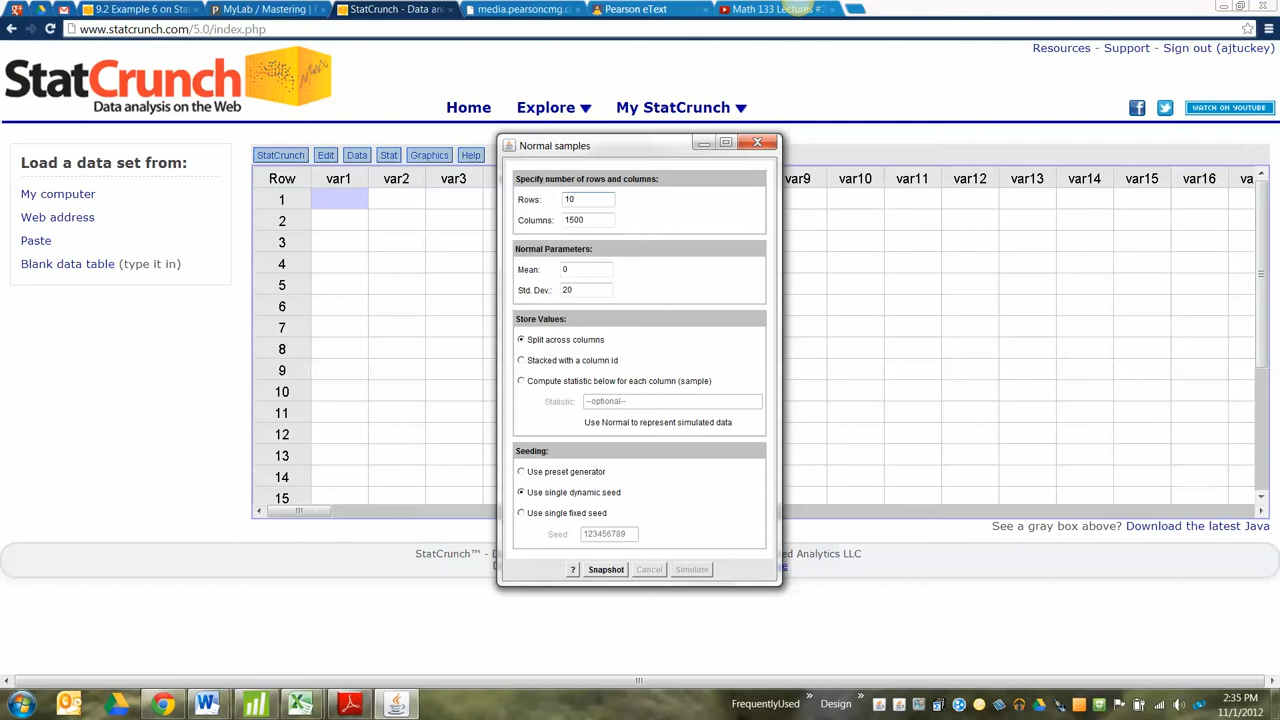 9.2 Example 6 on Stat
MyLab / Mastering |
StatCrunch - Data an
media.pearsoncmg.c
Pearson eText
Math 133 Lectures #2
www.statcrunch.com/5.0/index.php
Resources - Support - Sign out (ajtuckey)
StatCrunch
Data analysis on the Web
Home Explore My StatCrunch
WATCH ON YOUTUBE
Load a data set from:
My computer
Web address
Paste
Blank data table (type it in)
StatCrunch Edit Data Stat Graphics Help
Row var1 var2 var3 var9 var10 var11 var12 var13 var14 var15 var16 va
1
2
3
4
5
6
7
8
9
10
11
12
13
14
15
Normal samples
Specify number of rows and columns:
Rows: 10
Columns: 1500
Normal Parameters:
Mean: 0
Std. Dev.: 20
Store Values:
Split across columns
Stacked with a column id
Compute statistic below for each column (sample)
Statistic: --optional--
Use Normal to represent simulated data
Seeding:
Use preset generator
Use single dynamic seed
Use single fixed seed
Seed: 123456789
? Snapshot Cancel Simulate
See a gray box above? Download the latest Java
StatCrunch™ - D
ed Analytics LLC
FrequentlyUsed » Design »
2:35 PM
11/1/2012